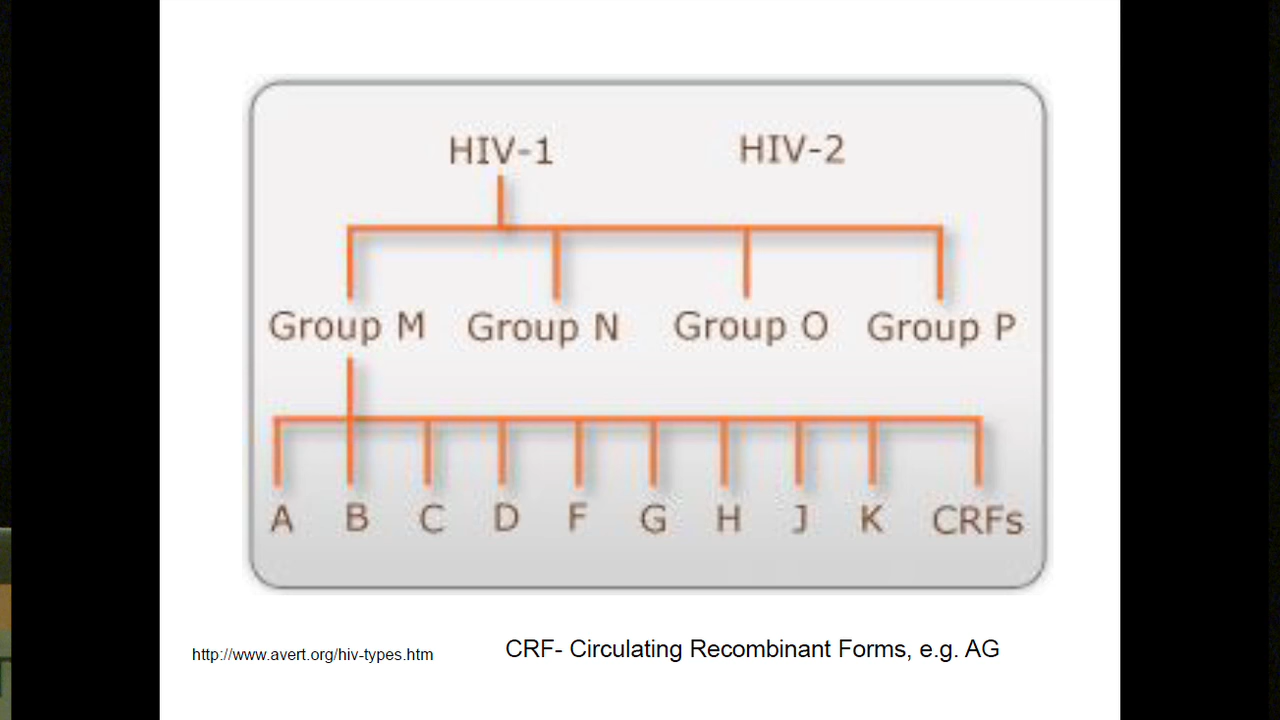 HIV-1 HIV-2
Group M Group N Group O Group P
A B C D F G H J K CRFs
http://www.avert.org/hiv-types.htm
CRF- Circulating Recombinant Forms, e.g. AG